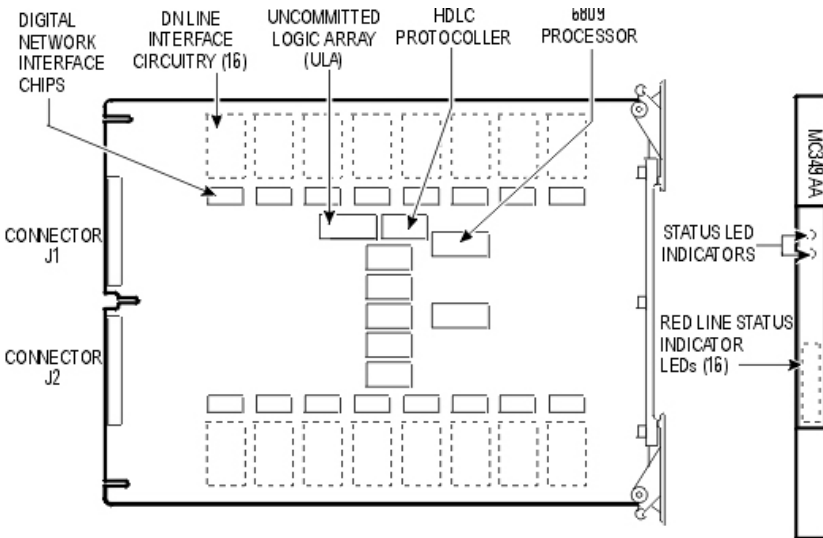 DIGITAL
NETWORK
INTERFACE
CHIPS
DN LINE
INTERFACE
CIRCUITRY (16)
UNCOMMITTED
LOGIC ARRAY
(ULA)
HDLC
PROTOCOLLER
6809
PROCESSOR
CONNECTOR
J1
CONNECTOR
J2
MC349AA
STATUS LED
INDICATORS
RED LINE STATUS
INDICATOR
LEDs (16)